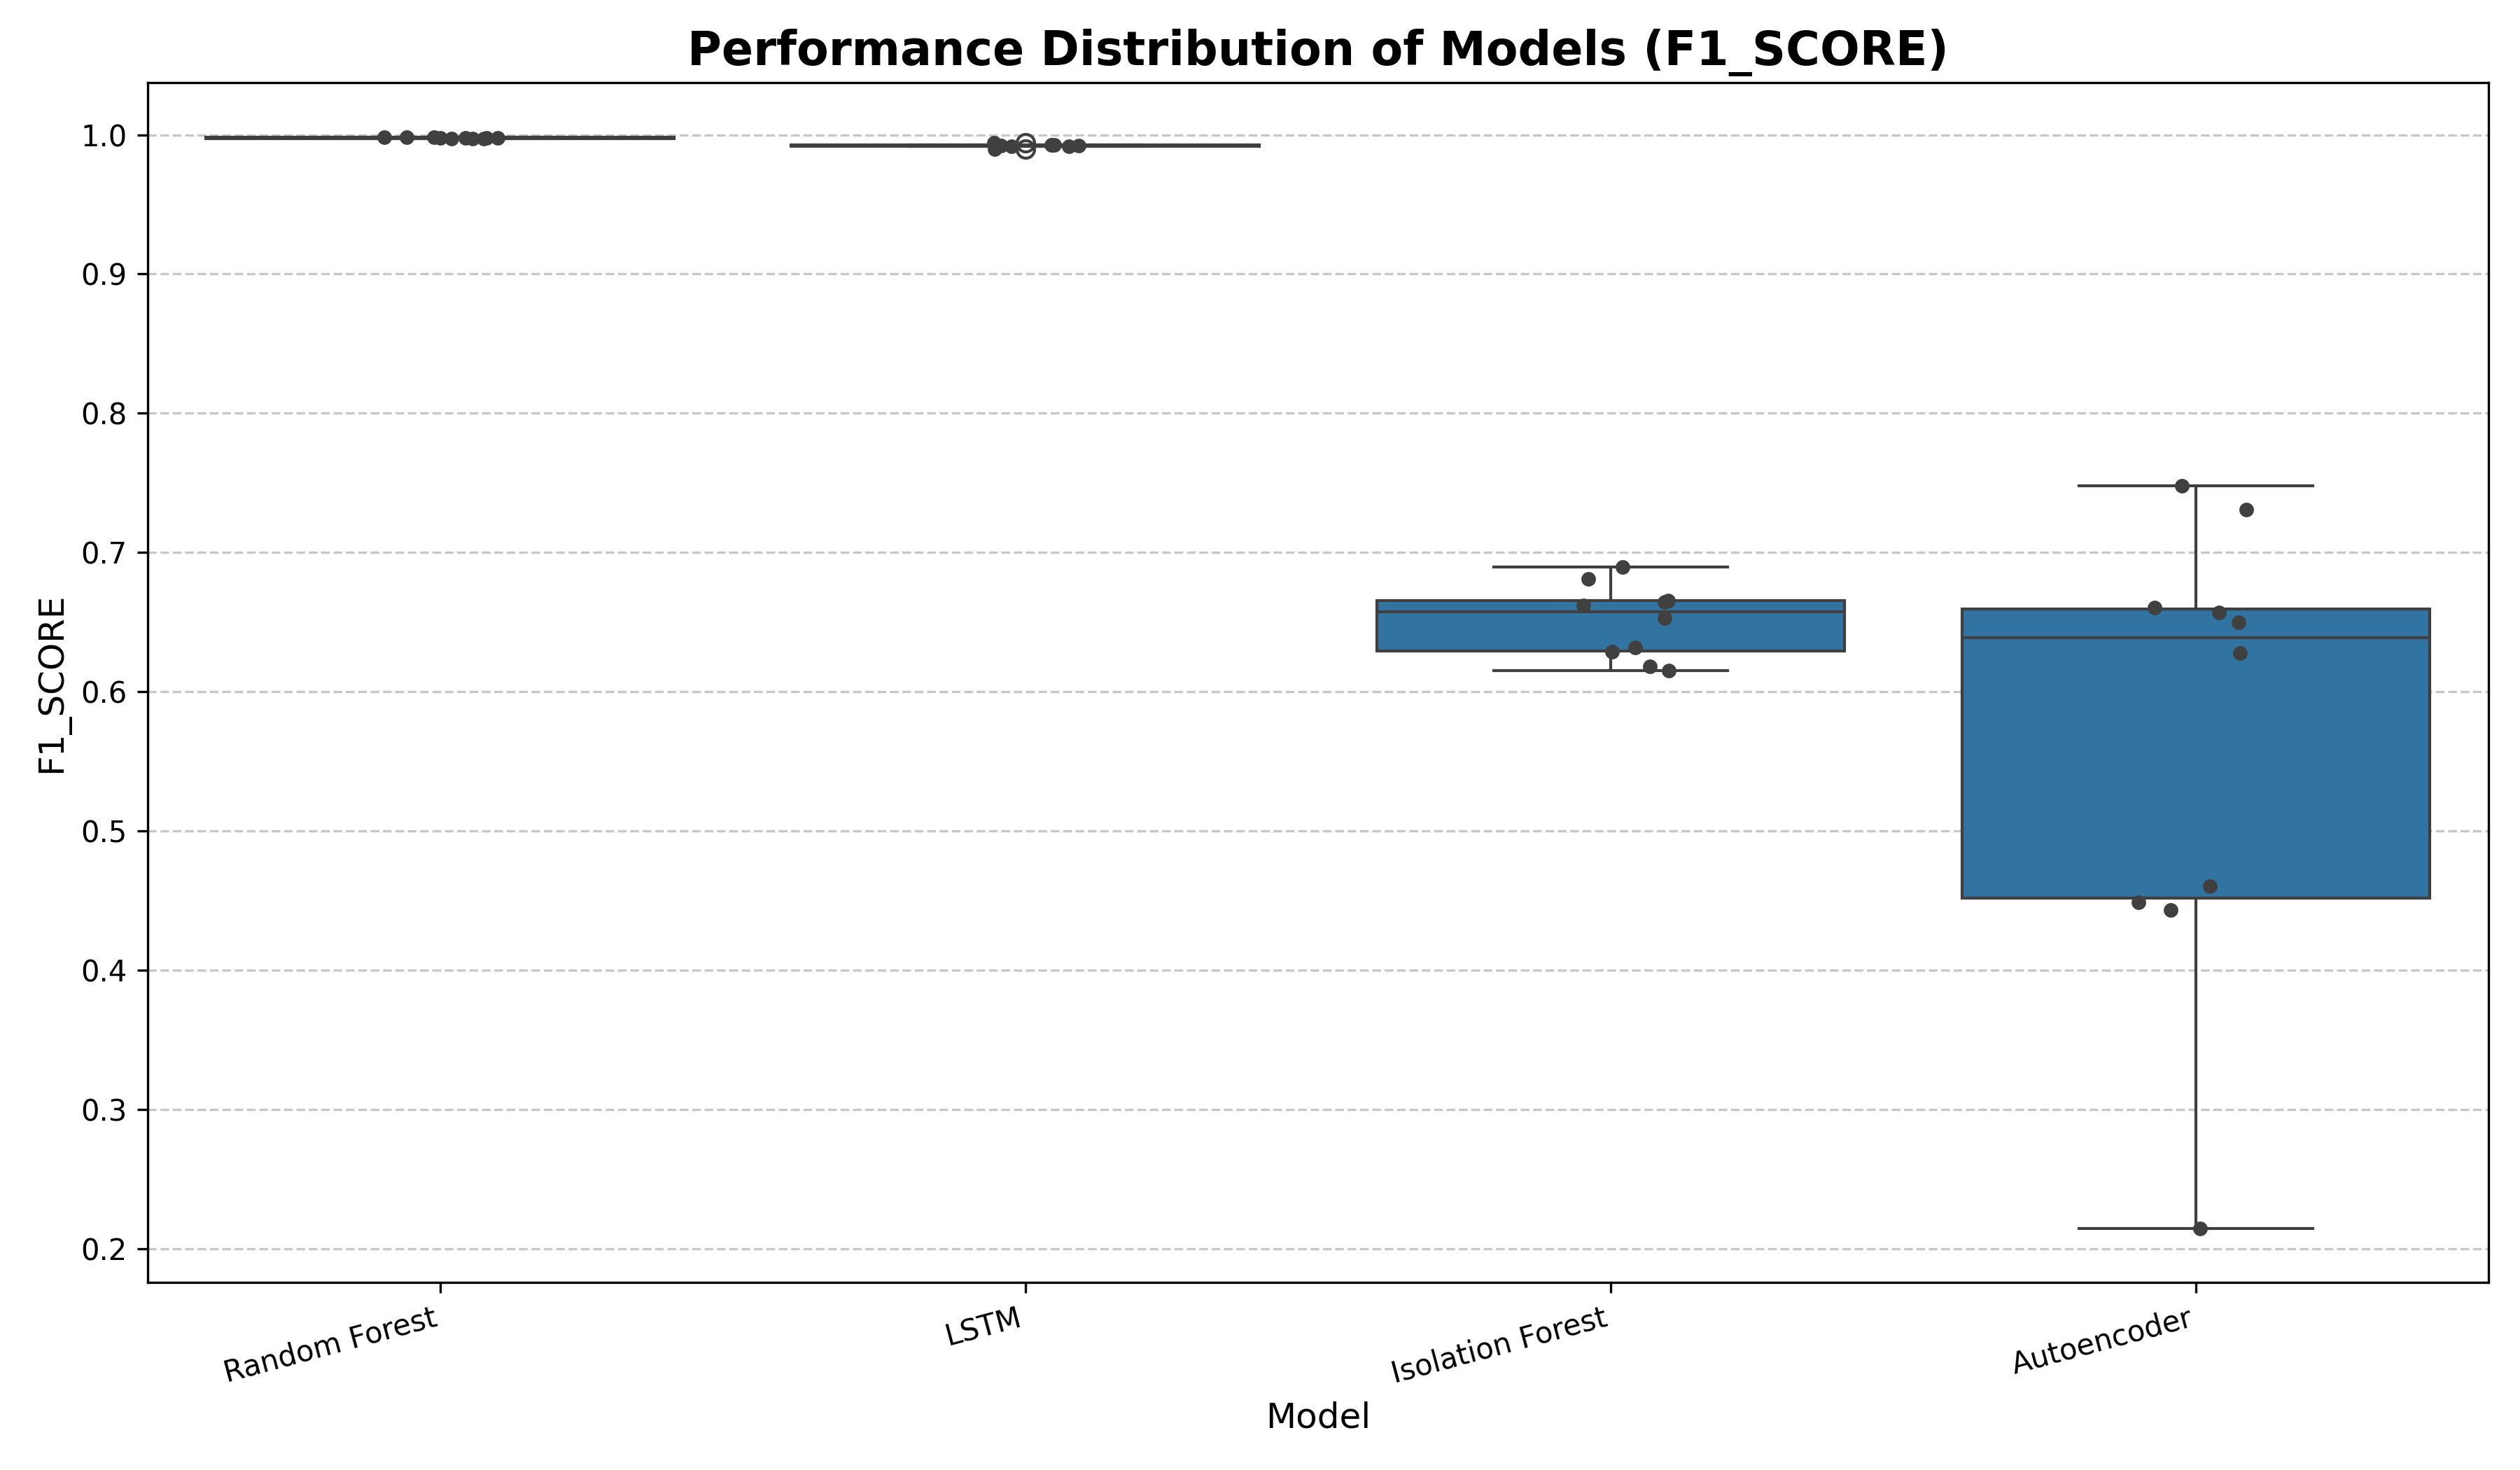 Performance Distribution of Models (F1_SCORE)
1.0
0.9
0.8
0.7
0.6
0.5
0.4
0.3
0.2
F1_SCORE
Random Forest
LSTM
Isolation Forest
Autoencoder
Model